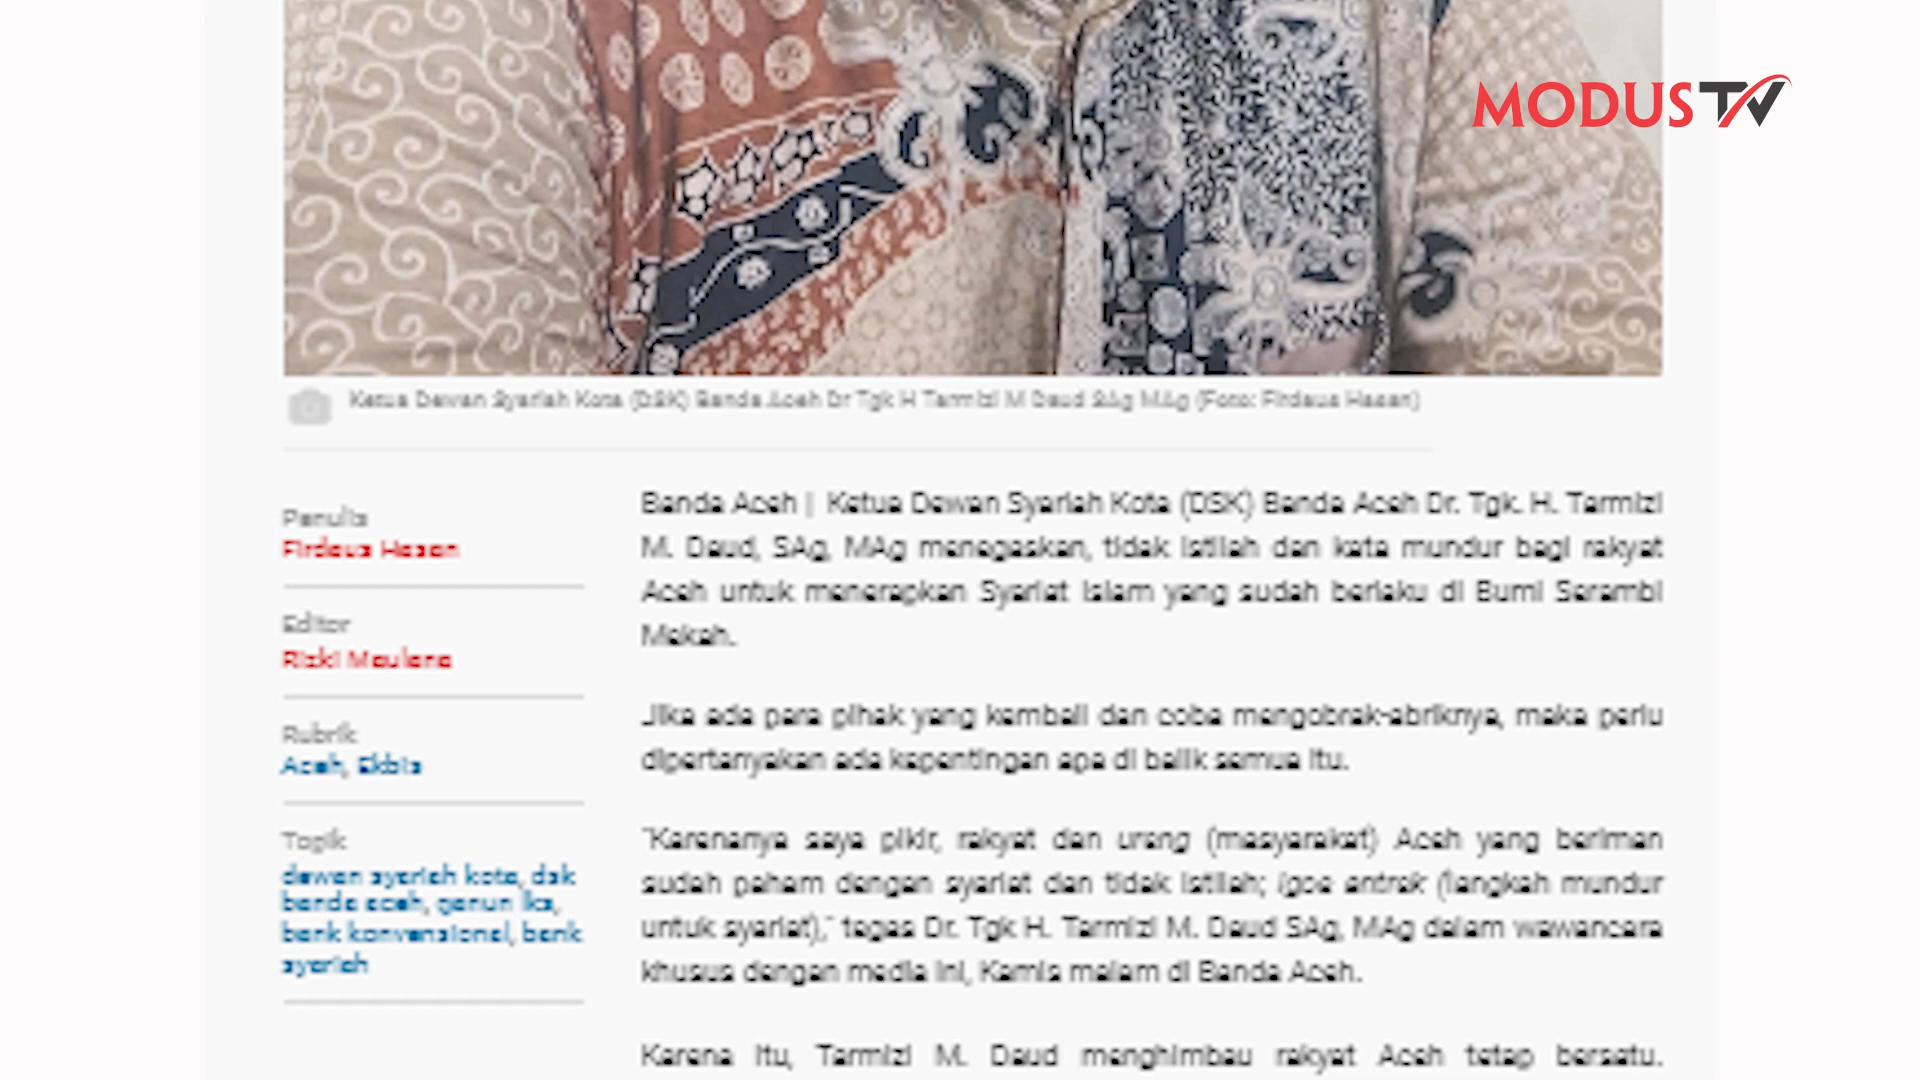 MODUS TV
Ketua Dewan Syariah Kota (DSK) Banda Aceh Dr Tgk H Tarmizi M Daud SAg MAg (Foto: Firdaus Hasan)
Penulis
Firdaus Hasan
Editor
Rizki Maulana
Rubrik
Aceh, Ekbis
Topik
dewan syariah kota, dsk
banda aceh, qanun lks,
bank konvensional, bank
syariah
Banda Aceh | Ketua Dewan Syariah Kota (DSK) Banda Aceh Dr. Tgk. H. Tarmizi
M. Daud, SAg, MAg menegaskan, tidak istilah dan kata mundur bagi rakyat
Aceh untuk menerapkan Syariat Islam yang sudah berlaku di Bumi Serambi
Mekah.
Jika ada para pihak yang kembali dan coba mengobrak-abriknya, maka perlu
dipertanyakan ada kepentingan apa di balik semua itu.
"Karenanya saya pikir, rakyat dan ureng (masyarakat) Aceh yang beriman
sudah paham dengan syariat dan tidak istilah; igoe antrok (langkah mundur
untuk syariat)," tegas Dr. Tgk H. Tarmizi M. Daud SAg, MAg dalam wawancara
khusus dengan media ini, Kamis malam di Banda Aceh.
Karena itu, Tarmizi M. Daud menghimbau rakyat Aceh tetap bersatu.